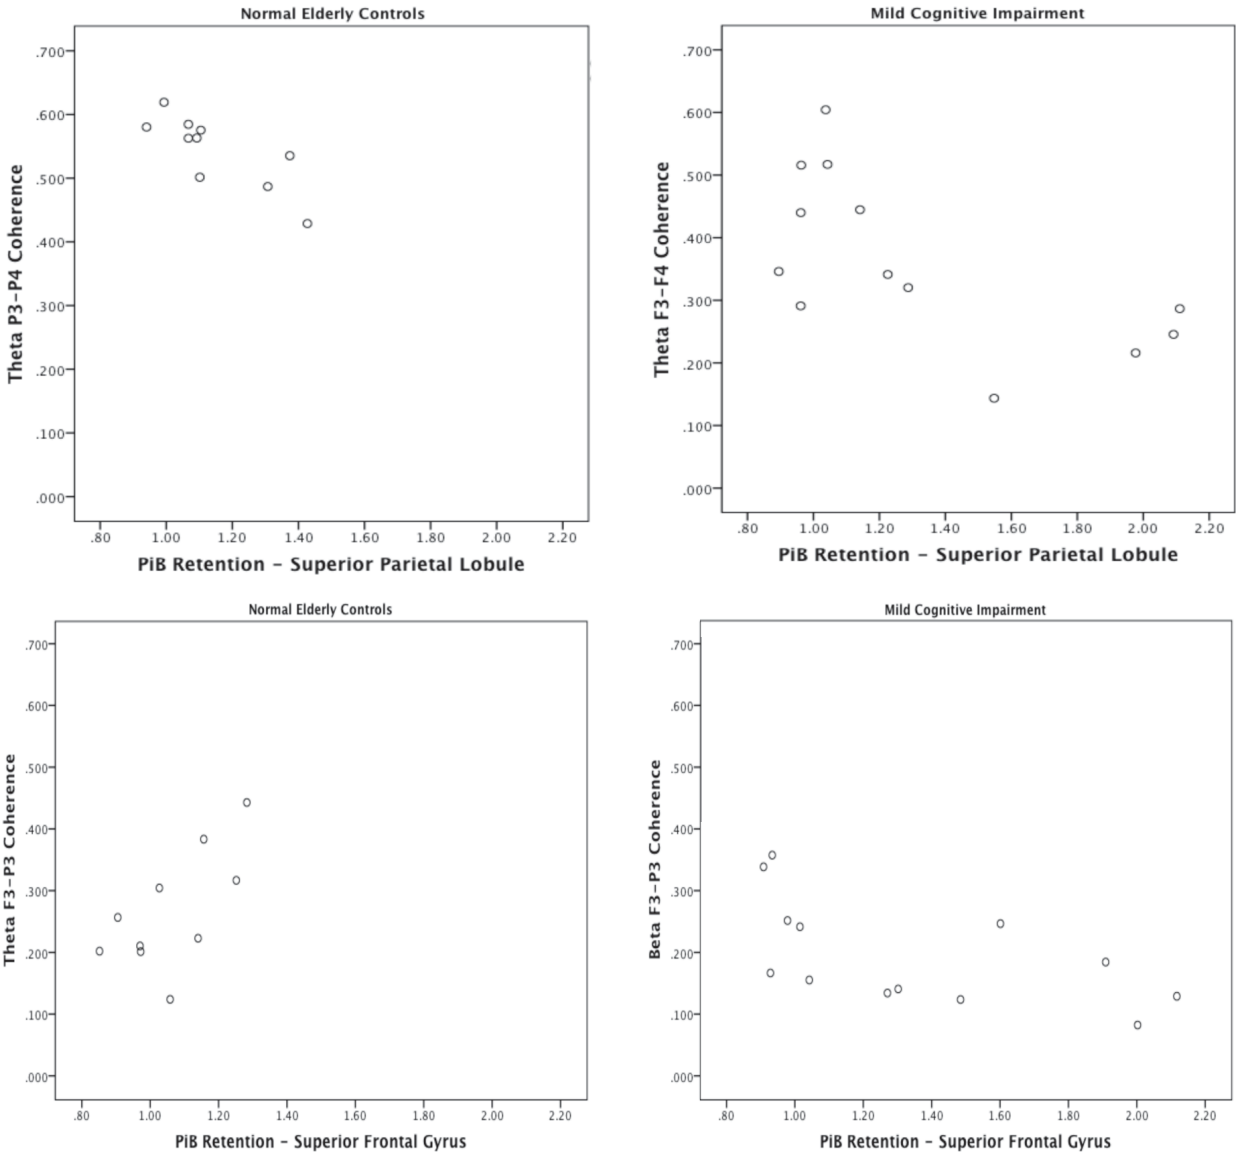 Normal Elderly Controls
.700
.600
.500
.400
.300
.200
.100
.000
Theta P3-P4 Coherence
.80 1.00 1.20 1.40 1.60 1.80 2.00 2.20
PiB Retention – Superior Parietal Lobule
Mild Cognitive Impairment
.700
.600
.500
.400
.300
.200
.100
.000
Theta F3-F4 Coherence
.80 1.00 1.20 1.40 1.60 1.80 2.00 2.20
PiB Retention – Superior Parietal Lobule
Normal Elderly Controls
.700
.600
.500
.400
.300
.200
.100
.000
Theta F3-P3 Coherence
.80 1.00 1.20 1.40 1.60 1.80 2.00 2.20
PiB Retention – Superior Frontal Gyrus
Mild Cognitive Impairment
.700
.600
.500
.400
.300
.200
.100
.000
Beta F3-P3 Coherence
.80 1.00 1.20 1.40 1.60 1.80 2.00 2.20
PiB Retention – Superior Frontal Gyrus